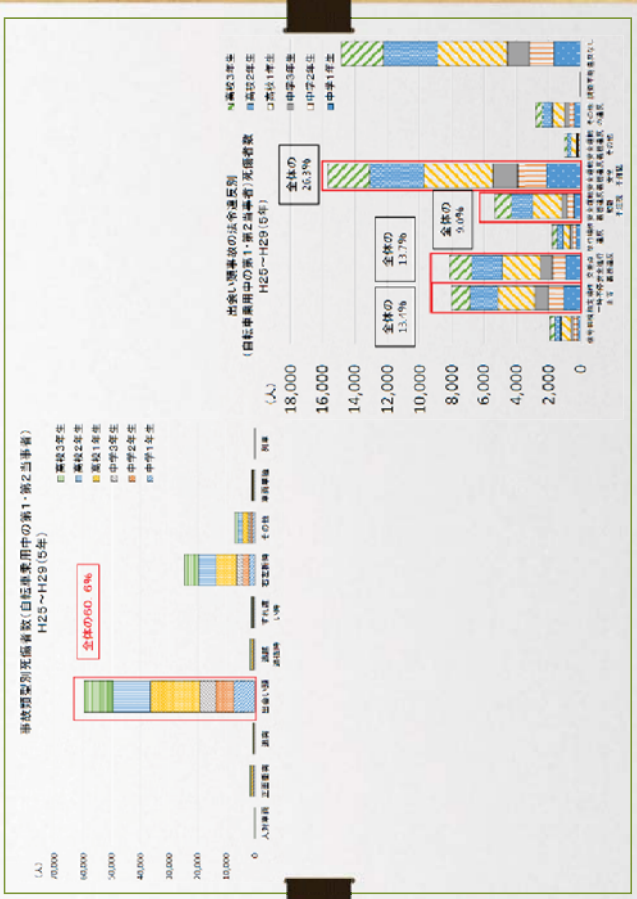 事故類型別死傷者数(自転車乗用中の第1・第2当事者)
H25～H29(5年)
(人)
70,000
60,000
50,000
40,000
30,000
20,000
10,000
0
全体の60.6%
人対車両
正面衝突
追突
出会い頭
追越
追抜時
すれ違
い時
右左折時
その他
車両単独
列車
高校3年生
高校2年生
高校1年生
中学3年生
中学2年生
中学1年生
出会い頭事故の法令違反別
(自転車乗用中の第1・第2当事者)死傷者数
H25～H29(5年)
(人)
18,000
16,000
14,000
12,000
10,000
8,000
6,000
4,000
2,000
0
全体の
13.4%
全体の
13.7%
全体の
9.0%
全体の
26.3%
高校3年生
高校2年生
高校1年生
中学3年生
中学2年生
中学1年生